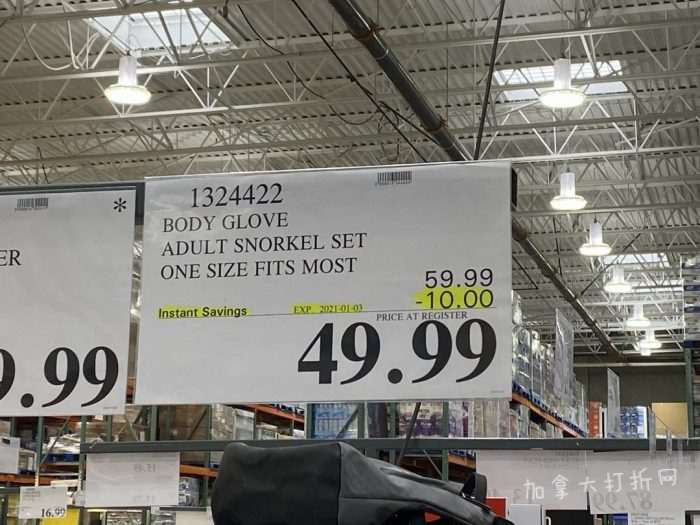 *
ER
9.99
1324422
BODY GLOVE
ADULT SNORKEL SET
ONE SIZE FITS MOST
59.99
Instant Savings EXP. 2021-01-03 -10.00
PRICE AT REGISTER
49.99
16.99
加拿大打折网